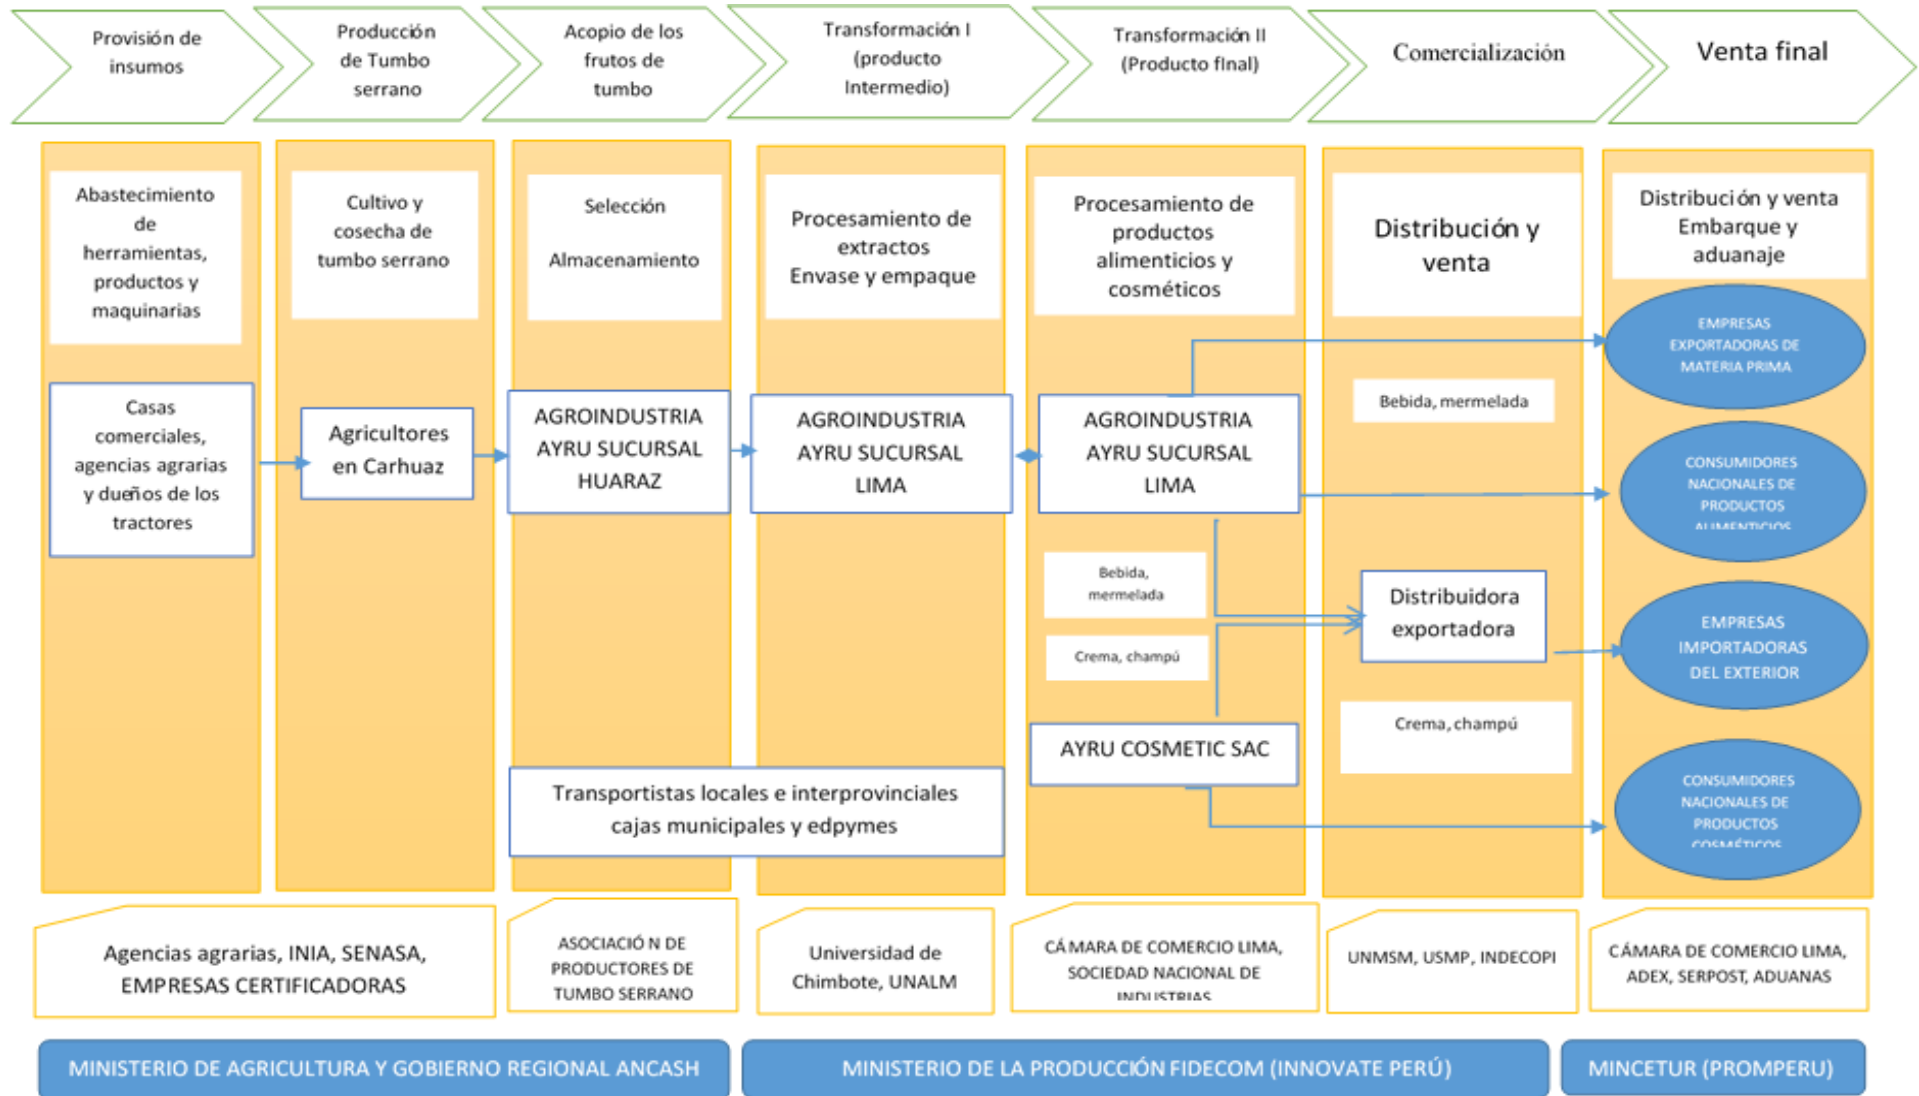 Provisión de
insumos
Producción
de Tumbo
serrano
Acopio de los
frutos de
tumbo
Transformación I
(producto
Intermedio)
Transformación II
(Producto fInal)
Comercialización
Venta final
Abastecimiento
de
herramientas,
productos y
maquinarias
Cultivo y
cosecha de
tumbo serrano
Selección
Almacenamiento
Procesamiento de
extractos
Envase y empaque
Procesamiento de
productos
alimenticios y
cosméticos
Distribución y
venta
Distribución y venta
Embarque y
aduanaje
Casas
comerciales,
agencias agrarias
y dueños de los
tractores
Agricultores
en Carhuaz
AGROINDUSTRIA
AYRU SUCURSAL
HUARAZ
AGROINDUSTRIA
AYRU SUCURSAL
LIMA
AGROINDUSTRIA
AYRU SUCURSAL
LIMA
Bebida,
mermelada
Crema, champú
AYRU COSMETIC SAC
Transportistas locales e interprovinciales
cajas municipales y edpymes
Bebida, mermelada
Distribuidora
exportadora
Crema, champú
EMPRESAS
EXPORTADORAS DE
MATERIA PRIMA
CONSUMIDORES
NACIONALES DE
PRODUCTOS
ALIMENTICIOS
EMPRESAS
IMPORTADORAS
DEL EXTERIOR
CONSUMIDORES
NACIONALES DE
PRODUCTOS
COSMÉTICOS
Agencias agrarias, INIA, SENASA,
EMPRESAS CERTIFICADORAS
ASOCIACIÓN DE
PRODUCTORES DE
TUMBO SERRANO
Universidad de
Chimbote, UNALM
CÁMARA DE COMERCIO LIMA,
SOCIEDAD NACIONAL DE
INDUSTRIAS
UNMSM, USMP, INDECOPI
CÁMARA DE COMERCIO LIMA,
ADEX, SERPOST, ADUANAS
MINISTERIO DE AGRICULTURA Y GOBIERNO REGIONAL ANCASH
MINISTERIO DE LA PRODUCCIÓN FIDECOM (INNOVATE PERÚ)
MINCETUR (PROMPERU)